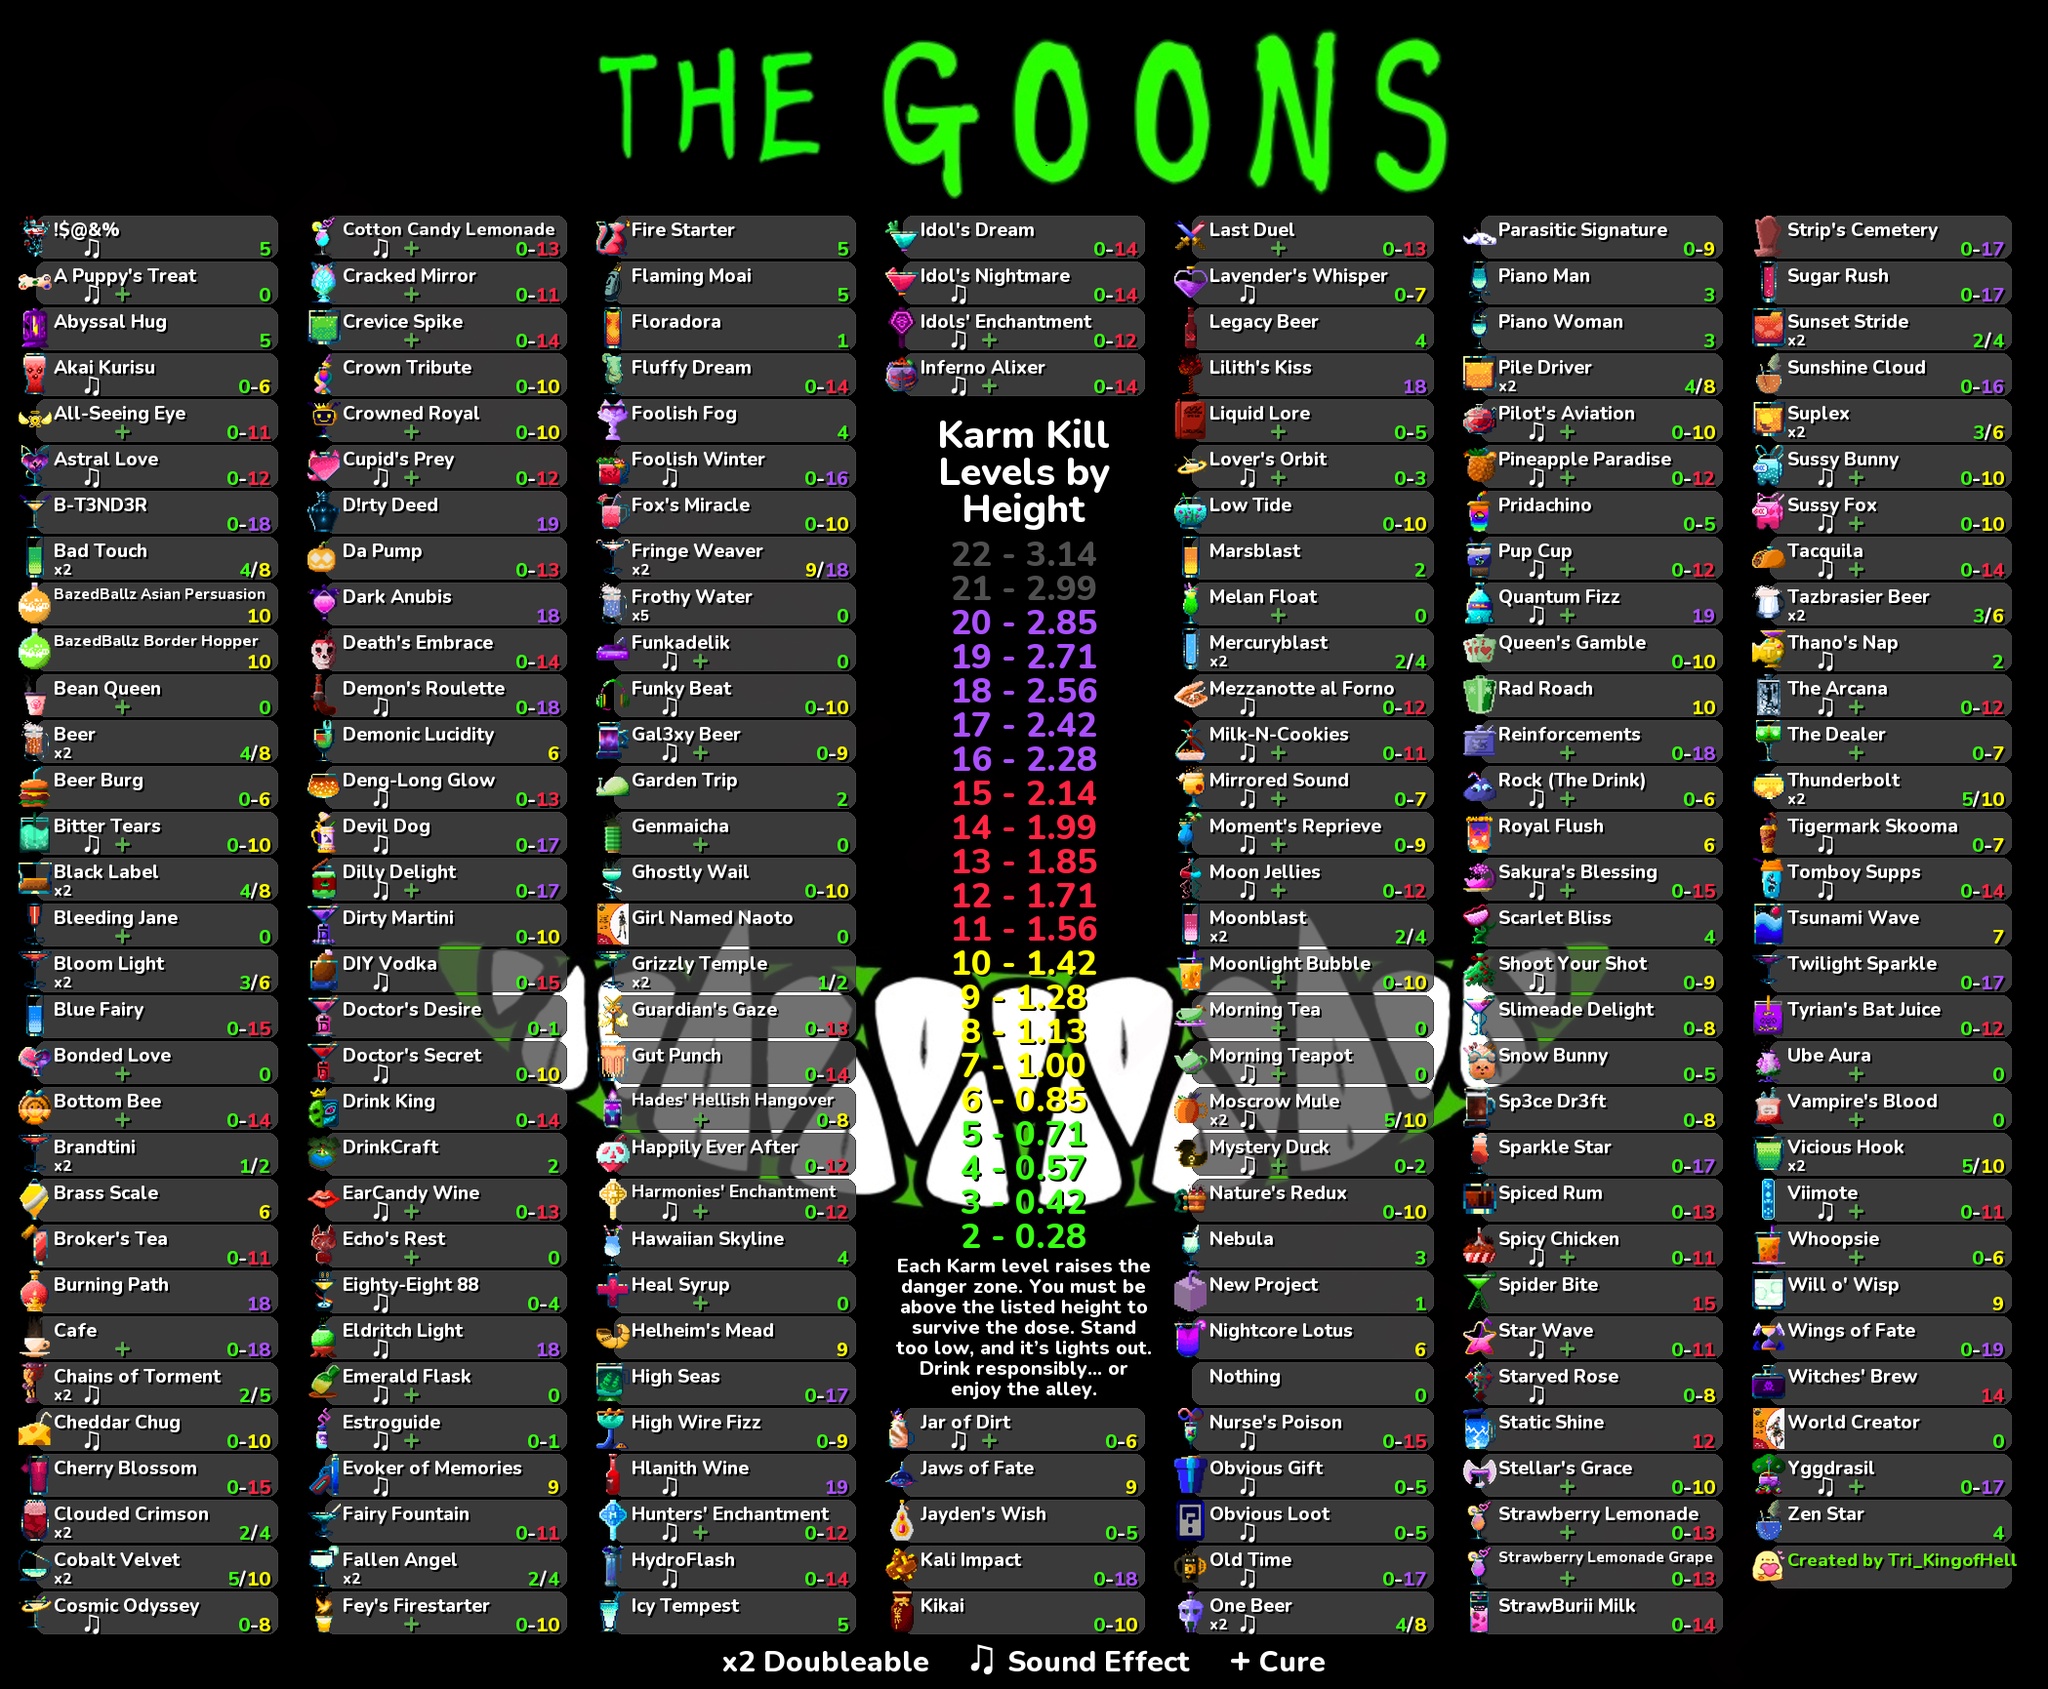 THE GOONS
!$@&%
♫
5
A Puppy's Treat
♫ +
0
Abyssal Hug
5
Akai Kurisu
♫
0-6
All-Seeing Eye
+
0-11
Astral Love
♫
0-12
B-T3ND3R
0-18
Bad Touch
x2
4/8
BazedBallz Asian Persuasion
10
BazedBallz Border Hopper
10
Bean Queen
+
0
Beer
x2
4/8
Beer Burg
0-6
Bitter Tears
♫ +
0-10
Black Label
x2
4/8
Bleeding Jane
+
0
Bloom Light
x2
3/6
Blue Fairy
0-15
Bonded Love
+
0
Bottom Bee
+
0-14
Brandtini
x2
1/2
Brass Scale
6
Broker's Tea
0-11
Burning Path
18
Cafe
+
0-18
Chains of Torment
x2 ♫
2/5
Cheddar Chug
♫
0-10
Cherry Blossom
0-15
Clouded Crimson
x2
2/4
Cobalt Velvet
x2
5/10
Cosmic Odyssey
♫
0-8
Cotton Candy Lemonade
♫ +
0-13
Cracked Mirror
+
0-11
Crevice Spike
+
0-14
Crown Tribute
0-10
Crowned Royal
+
0-10
Cupid's Prey
♫ +
0-12
D!rty Deed
19
Da Pump
0-13
Dark Anubis
18
Death's Embrace
0-14
Demon's Roulette
♫
0-18
Demonic Lucidity
6
Deng-Long Glow
♫
0-13
Devil Dog
♫
0-17
Dilly Delight
♫ +
0-17
Dirty Martini
0-10
DIY Vodka
♫
0-15
Doctor's Desire
0-1
Doctor's Secret
♫
0-10
Drink King
0-14
DrinkCraft
2
EarCandy Wine
♫ +
0-13
Echo's Rest
+
0
Eighty-Eight 88
♫
0-4
Eldritch Light
♫
18
Emerald Flask
♫ +
0
Estroguide
♫ +
0-1
Evoker of Memories
♫
9
Fairy Fountain
0-11
Fallen Angel
x2
2/4
Fey's Firestarter
+
0-10
Fire Starter
5
Flaming Moai
5
Floradora
1
Fluffy Dream
0-14
Foolish Fog
4
Foolish Winter
♫
0-16
Fox's Miracle
0-10
Fringe Weaver
x2
9/18
Frothy Water
x5
0
Funkadelik
♫ +
0
Funky Beat
♫
0-10
Gal3xy Beer
♫ +
0-9
Garden Trip
2
Genmaicha
+
0
Ghostly Wail
0-10
Girl Named Naoto
0
Grizzly Temple
x2
1/2
Guardian's Gaze
0-13
Gut Punch
0-14
Hades' Hellish Hangover
+
0-8
Happily Ever After
0-12
Harmonies' Enchantment
♫ +
0-12
Hawaiian Skyline
4
Heal Syrup
+
0
Helheim's Mead
9
High Seas
0-17
High Wire Fizz
0-9
Hlanith Wine
19
Hunters' Enchantment
♫ +
0-12
HydroFlash
♫
0-14
Icy Tempest
5
Idol's Dream
0-14
Idol's Nightmare
♫
0-14
Idols' Enchantment
♫ +
0-12
Inferno Alixer
♫ +
0-14
Karm Kill
Levels by
Height
22 - 3.14
21 - 2.99
20 - 2.85
19 - 2.71
18 - 2.56
17 - 2.42
16 - 2.28
15 - 2.14
14 - 1.99
13 - 1.85
12 - 1.71
11 - 1.56
10 - 1.42
9 - 1.28
8 - 1.13
7 - 1.00
6 - 0.85
5 - 0.71
4 - 0.57
3 - 0.42
2 - 0.28
Each Karm level raises the
danger zone. You must be
above the listed height to
survive the dose. Stand
too low, and it's lights out.
Drink responsibly... or
enjoy the alley.
Jar of Dirt
♫ +
0-6
Jaws of Fate
9
Jayden's Wish
0-5
Kali Impact
0-18
Kikai
0-10
Last Duel
+
0-13
Lavender's Whisper
♫
0-7
Legacy Beer
4
Lilith's Kiss
18
Liquid Lore
+
0-5
Lover's Orbit
♫ +
0-3
Low Tide
0-10
Marsblast
2
Melan Float
+
0
Mercuryblast
x2
2/4
Mezzanotte al Forno
♫
0-12
Milk-N-Cookies
♫ +
0-11
Mirrored Sound
♫ +
0-7
Moment's Reprieve
♫ +
0-9
Moon Jellies
♫ +
0-12
Moonblast
x2
2/4
Moonlight Bubble
+
0-10
Morning Tea
+
0
Morning Teapot
♫ +
0
Moscrow Mule
x2 ♫
5/10
Mystery Duck
♫ +
0-2
Nature's Redux
0-10
Nebula
3
New Project
1
Nightcore Lotus
6
Nothing
0
Nurse's Poison
♫
0-15
Obvious Gift
♫
0-5
Obvious Loot
♫
0-5
Old Time
♫
0-17
One Beer
x2 ♫
4/8
Parasitic Signature
0-9
Piano Man
3
Piano Woman
3
Pile Driver
x2
4/8
Pilot's Aviation
♫ +
0-10
Pineapple Paradise
♫ +
0-12
Pridachino
0-5
Pup Cup
♫ +
0-12
Quantum Fizz
♫ +
19
Queen's Gamble
0-10
Rad Roach
10
Reinforcements
+
0-18
Rock (The Drink)
♫ +
0-6
Royal Flush
6
Sakura's Blessing
♫ +
0-15
Scarlet Bliss
4
Shoot Your Shot
♫
0-9
Slimeade Delight
0-8
Snow Bunny
0-5
Sp3ce Dr3ft
0-8
Sparkle Star
0-17
Spiced Rum
0-13
Spicy Chicken
♫ +
0-11
Spider Bite
15
Star Wave
♫ +
0-11
Starved Rose
♫
0-8
Static Shine
12
Stellar's Grace
+
0-10
Strawberry Lemonade
+
0-13
Strawberry Lemonade Grape
+
0-13
StrawBurii Milk
0-14
Strip's Cemetery
0-17
Sugar Rush
0-17
Sunset Stride
x2
2/4
Sunshine Cloud
0-16
Suplex
x2
3/6
Sussy Bunny
♫ +
0-10
Sussy Fox
♫ +
0-10
Tacquila
♫ +
0-14
Tazbrasier Beer
x2
3/6
Thano's Nap
♫
2
The Arcana
♫ +
0-12
The Dealer
+
0-7
Thunderbolt
x2
5/10
Tigermark Skooma
♫
0-7
Tomboy Supps
♫
0-14
Tsunami Wave
7
Twilight Sparkle
0-17
Tyrian's Bat Juice
0-12
Ube Aura
+
0
Vampire's Blood
+
0
Vicious Hook
x2
5/10
Viimote
♫ +
0-11
Whoopsie
+
0-6
Will o' Wisp
9
Wings of Fate
0-19
Witches' Brew
14
World Creator
0
Yggdrasil
♫ +
0-17
Zen Star
4
Created by Tri_KingofHell
x2 Doubleable ♫ Sound Effect + Cure